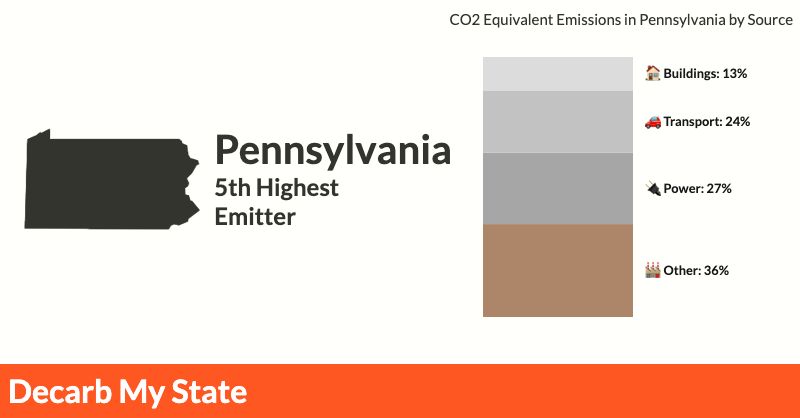 CO2 Equivalent Emissions in Pennsylvania by Source
Pennsylvania
5th Highest
Emitter
Buildings: 13%
Transport: 24%
Power: 27%
Other: 36%
Decarb My State